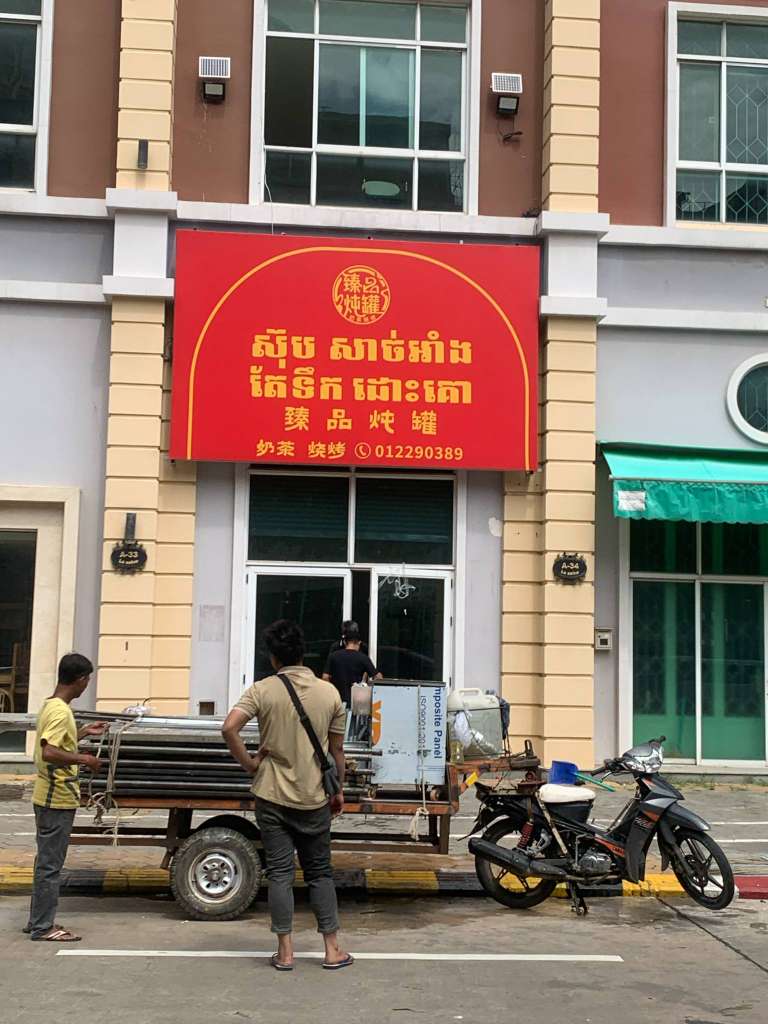 臻品
炖罐
ស៊ុប សាច់អាំង
តែទឹក ដោះគោ
臻品炖罐
奶茶 烧烤 012290389
A-33
A-34
mposite Panel